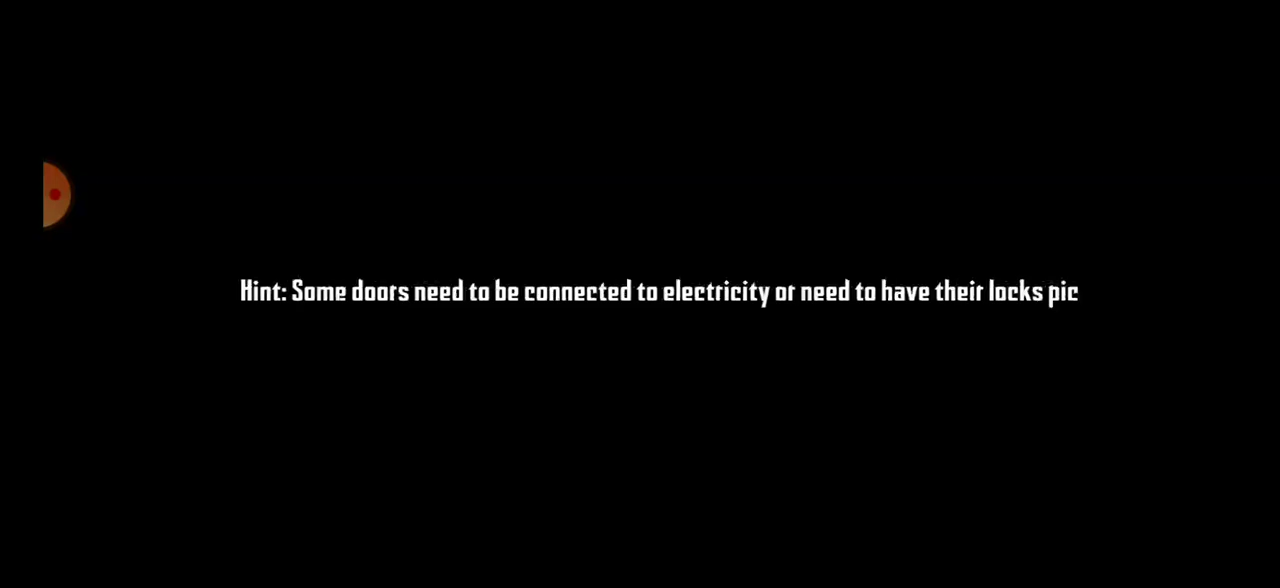 Hint: Some doors need to be connected to electricity or need to have their locks pic